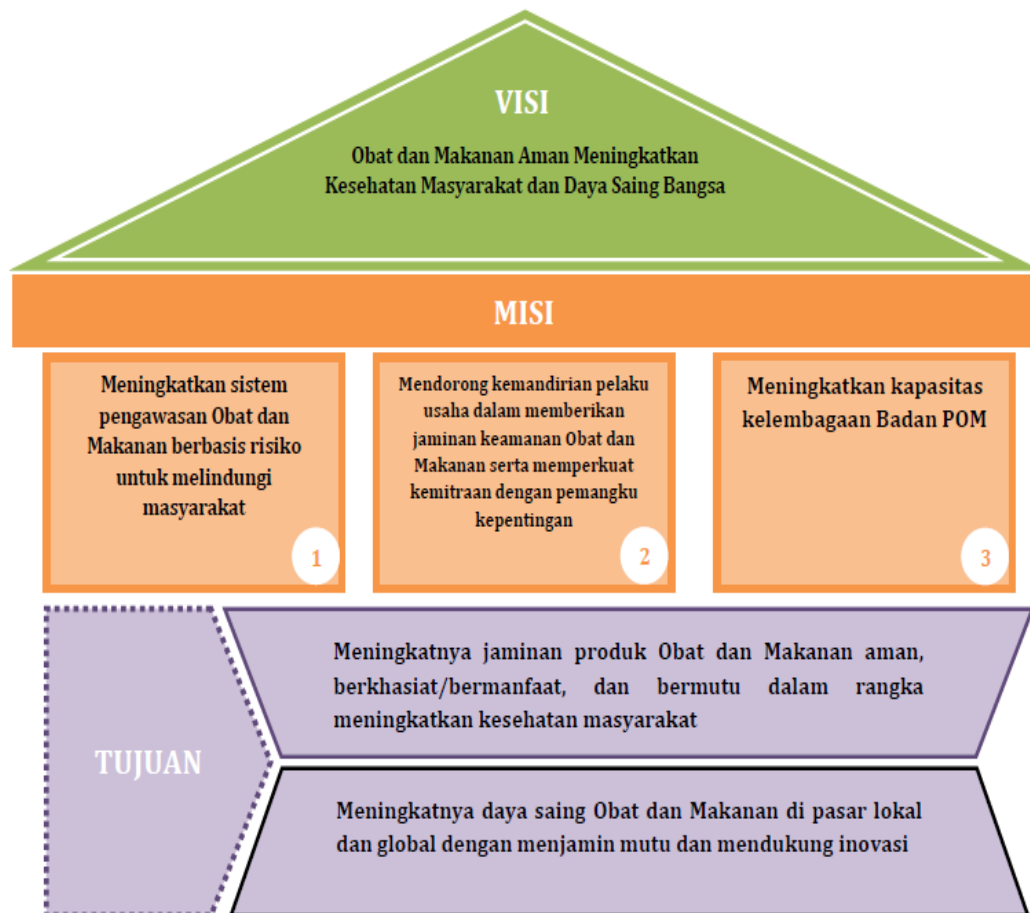 VISI
Obat dan Makanan Aman Meningkatkan
Kesehatan Masyarakat dan Daya Saing Bangsa
MISI
Meningkatkan sistem
pengawasan Obat dan
Makanan berbasis risiko
untuk melindungi
masyarakat
1
Mendorong kemandirian pelaku
usaha dalam memberikan
jaminan keamanan Obat dan
Makanan serta memperkuat
kemitraan dengan pemangku
kepentingan
2
Meningkatkan kapasitas
kelembagaan Badan POM
3
TUJUAN
Meningkatnya jaminan produk Obat dan Makanan aman,
berkhasiat/bermanfaat, dan bermutu dalam rangka
meningkatkan kesehatan masyarakat
Meningkatnya daya saing Obat dan Makanan di pasar lokal
dan global dengan menjamin mutu dan mendukung inovasi